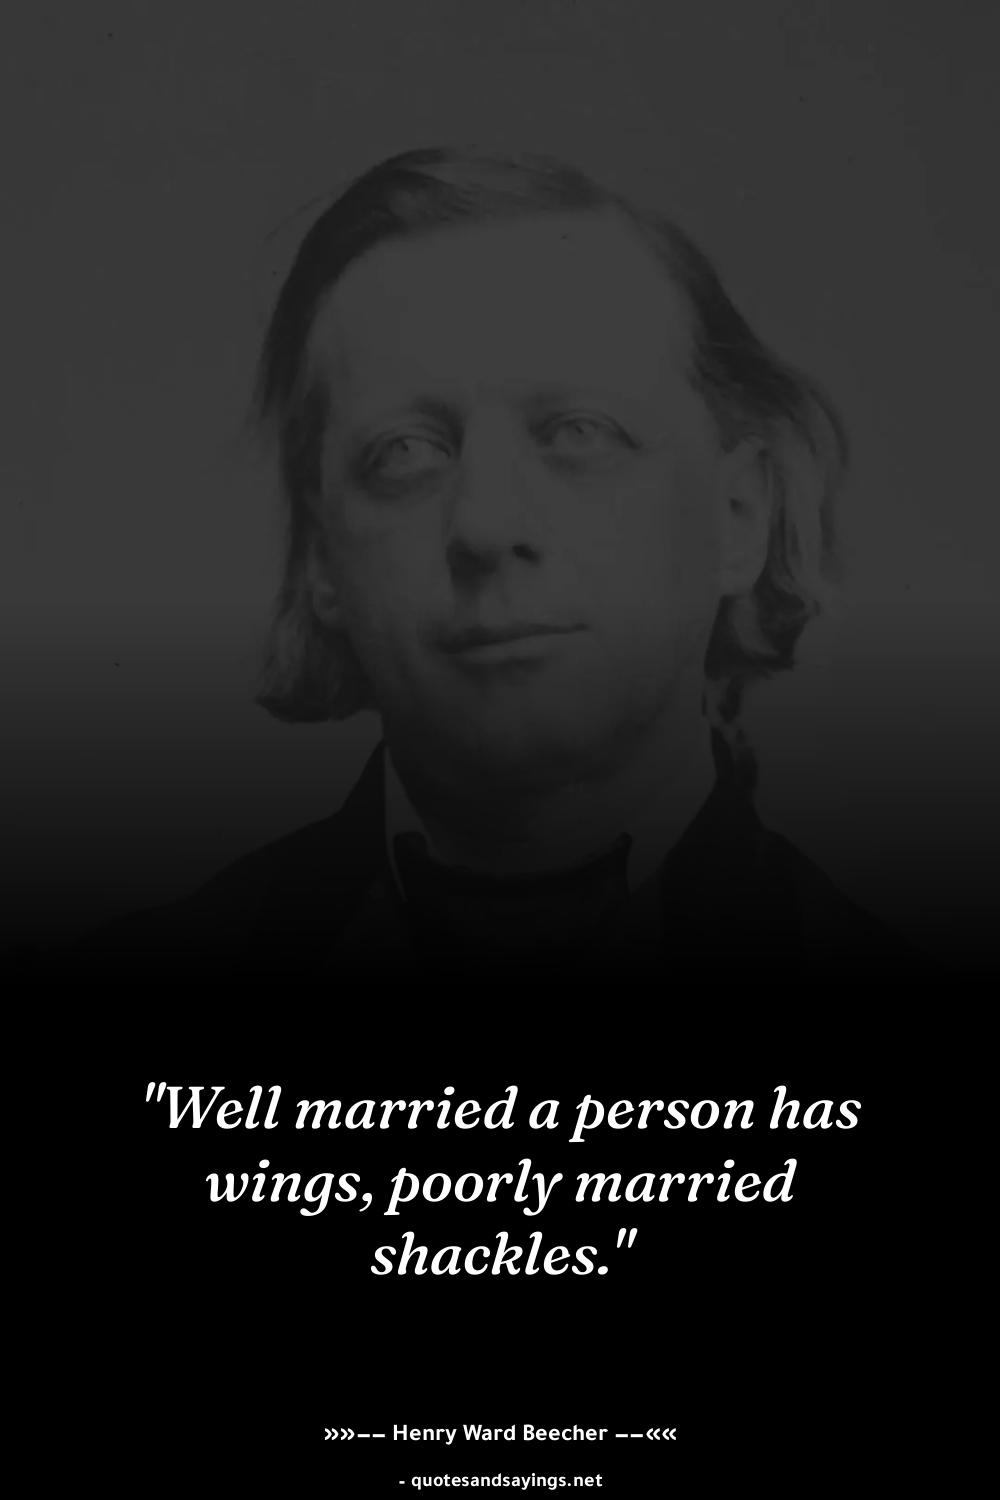 "Well married a person has
wings, poorly married
shackles."
»»–– Henry Ward Beecher ––««
- quotesandsayings.net